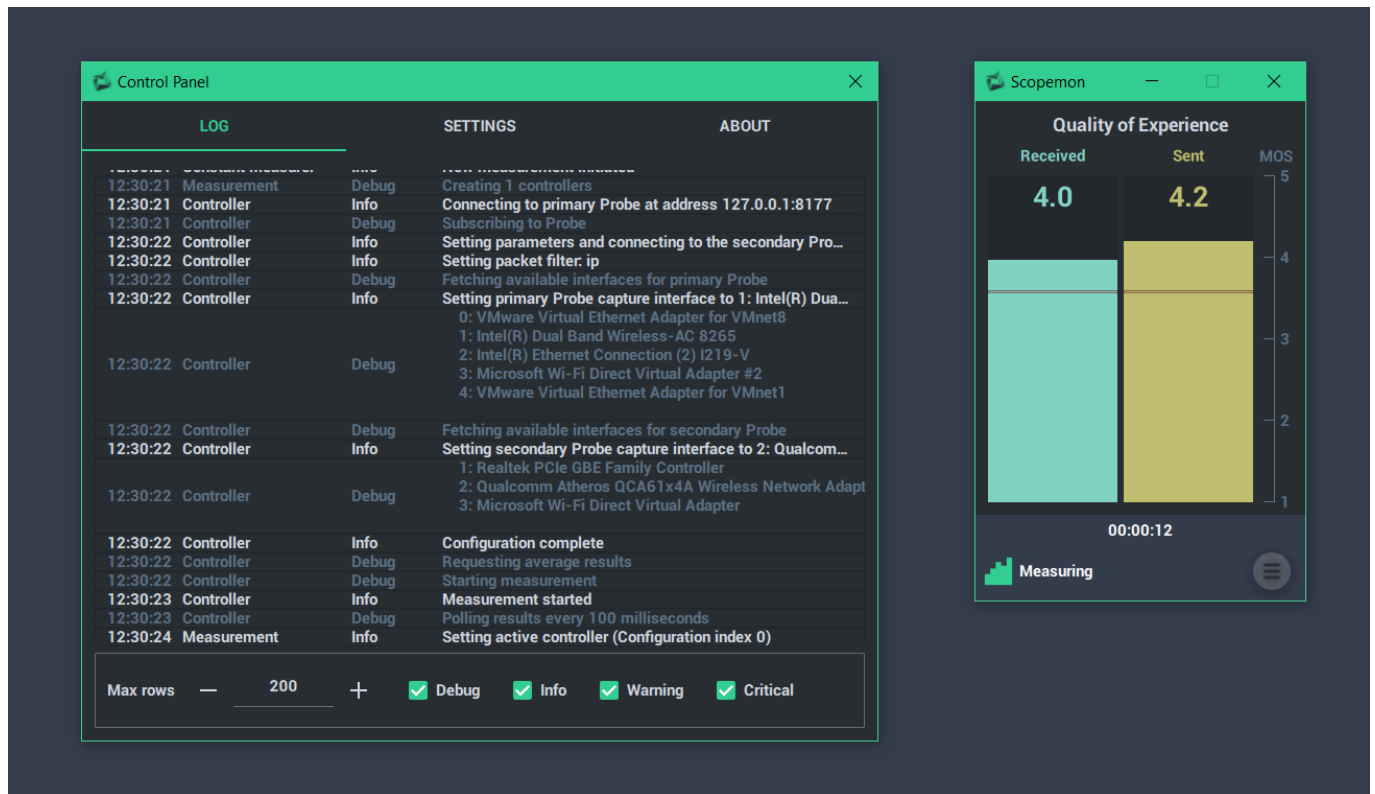 Control Panel
LOG SETTINGS ABOUT
12:30:21 Constant Measurer Info New measurement initiated
12:30:21 Measurement Debug Creating 1 controllers
12:30:21 Controller Info Connecting to primary Probe at address 127.0.0.1:8177
12:30:21 Controller Debug Subscribing to Probe
12:30:22 Controller Info Setting parameters and connecting to the secondary Pro...
12:30:22 Controller Info Setting packet filter: ip
12:30:22 Controller Debug Fetching available interfaces for primary Probe
12:30:22 Controller Info Setting primary Probe capture interface to 1: Intel(R) Dua...
0: VMware Virtual Ethernet Adapter for VMnet8
1: Intel(R) Dual Band Wireless-AC 8265
2: Intel(R) Ethernet Connection (2) I219-V
12:30:22 Controller Debug
3: Microsoft Wi-Fi Direct Virtual Adapter #2
4: VMware Virtual Ethernet Adapter for VMnet1
12:30:22 Controller Debug Fetching available interfaces for secondary Probe
12:30:22 Controller Info Setting secondary Probe capture interface to 2: Qualcom...
1: Realtek PCIe GBE Family Controller
2: Qualcomm Atheros QCA61x4A Wireless Network Adapt
12:30:22 Controller Debug
3: Microsoft Wi-Fi Direct Virtual Adapter
12:30:22 Controller Info Configuration complete
12:30:22 Controller Debug Requesting average results
12:30:22 Controller Debug Starting measurement
12:30:23 Controller Info Measurement started
12:30:23 Controller Debug Polling results every 100 milliseconds
12:30:24 Measurement Info Setting active controller (Configuration index 0)
Max rows — 200 + Debug Info Warning Critical
Scopemon
Quality of Experience
Received Sent MOS
5
4.0 4.2
4
3
2
1
00:00:12
Measuring